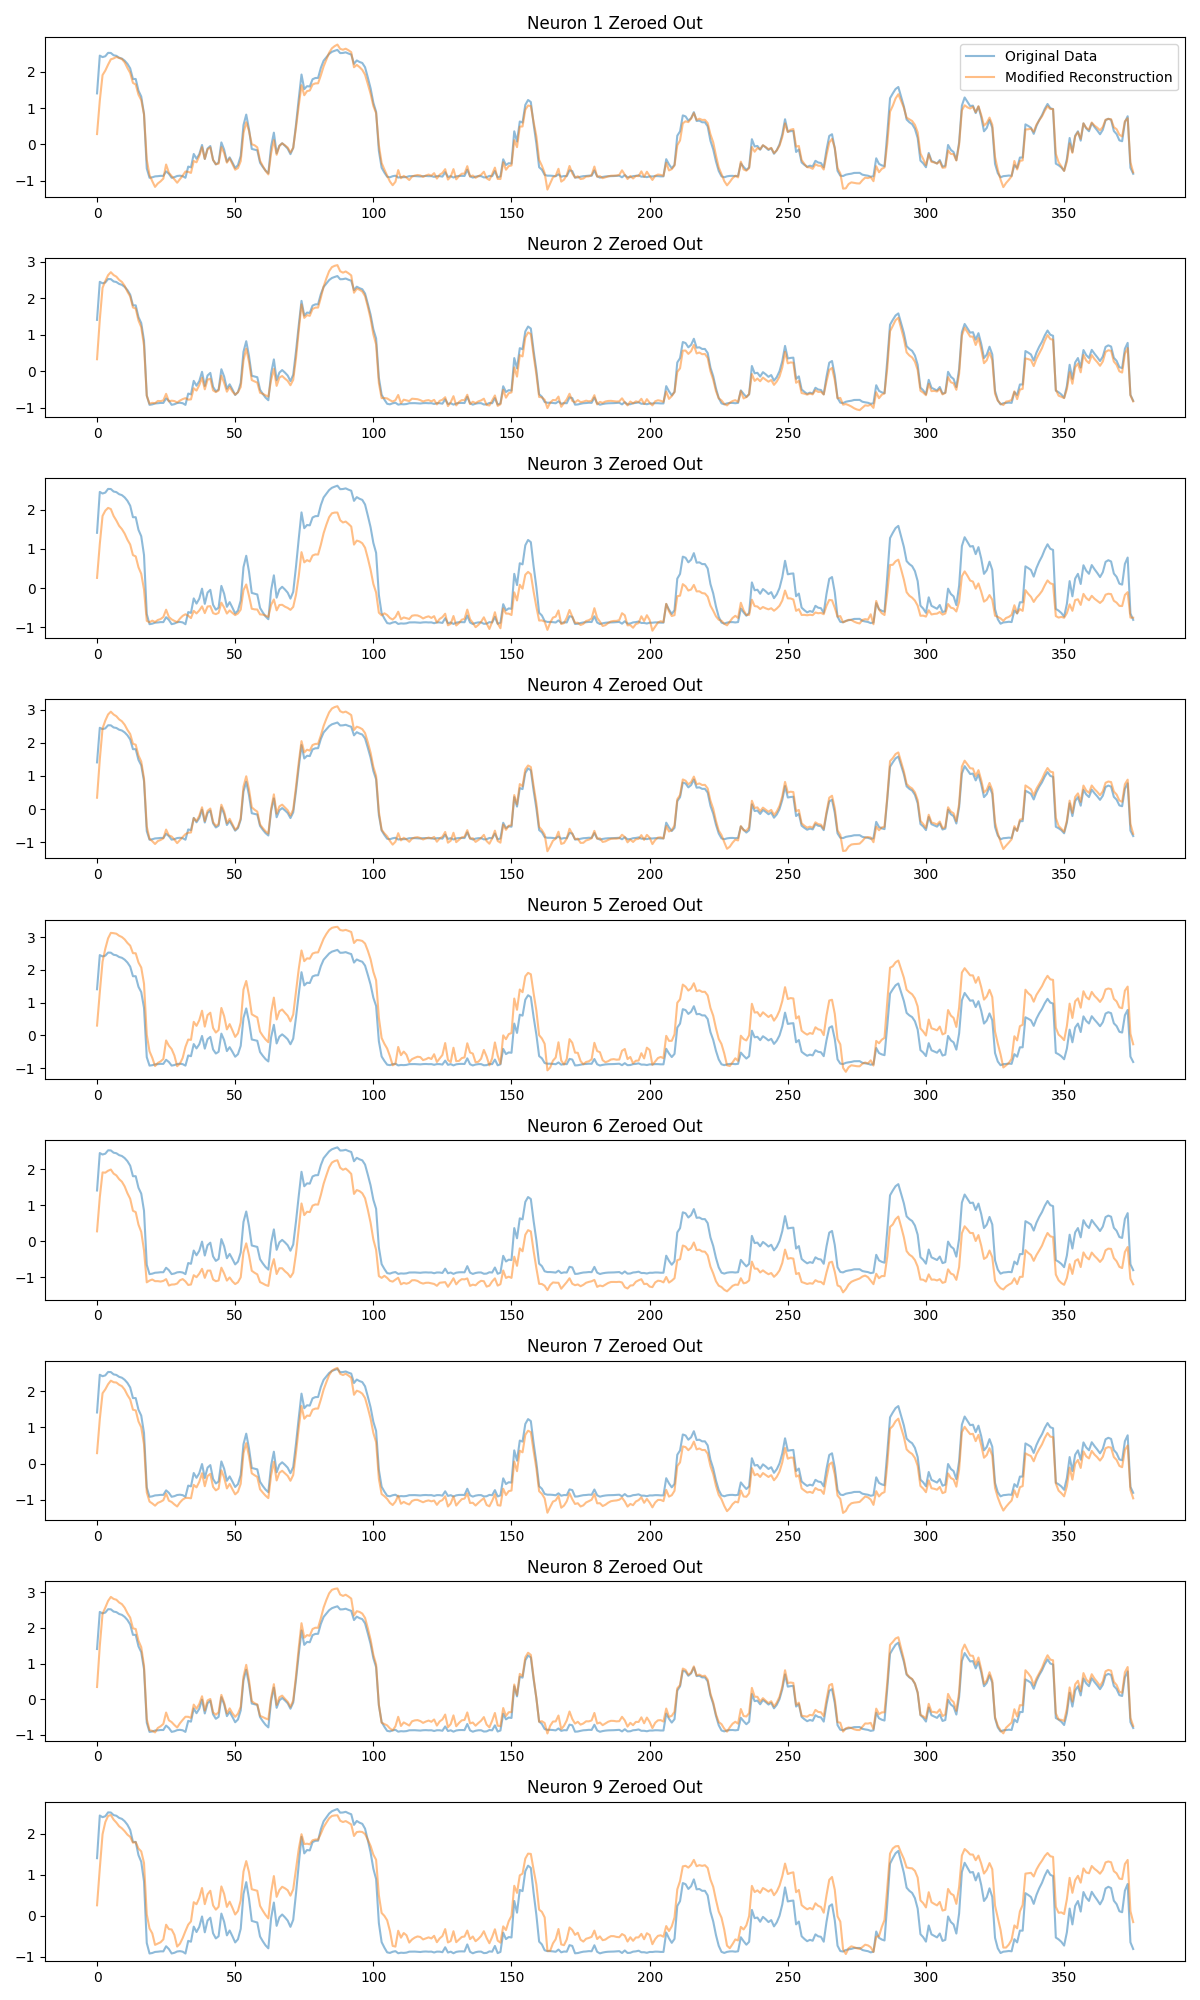 Neuron 1 Zeroed Out
Original Data
Modified Reconstruction
2
1
0
−1
0 50 100 150 200 250 300 350
Neuron 2 Zeroed Out
3
2
1
0
−1
0 50 100 150 200 250 300 350
Neuron 3 Zeroed Out
2
1
0
−1
0 50 100 150 200 250 300 350
Neuron 4 Zeroed Out
3
2
1
0
−1
0 50 100 150 200 250 300 350
Neuron 5 Zeroed Out
3
2
1
0
−1
0 50 100 150 200 250 300 350
Neuron 6 Zeroed Out
2
1
0
−1
0 50 100 150 200 250 300 350
Neuron 7 Zeroed Out
2
1
0
−1
0 50 100 150 200 250 300 350
Neuron 8 Zeroed Out
3
2
1
0
−1
0 50 100 150 200 250 300 350
Neuron 9 Zeroed Out
2
1
0
−1
0 50 100 150 200 250 300 350